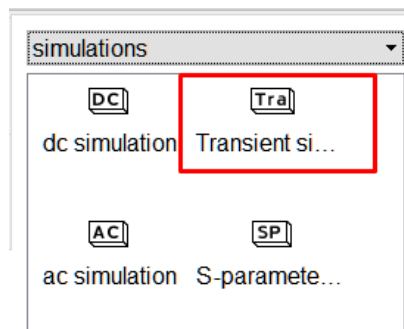 simulations
DC Tra
dc simulation Transient si...
AC SP
ac simulation S-paramete...